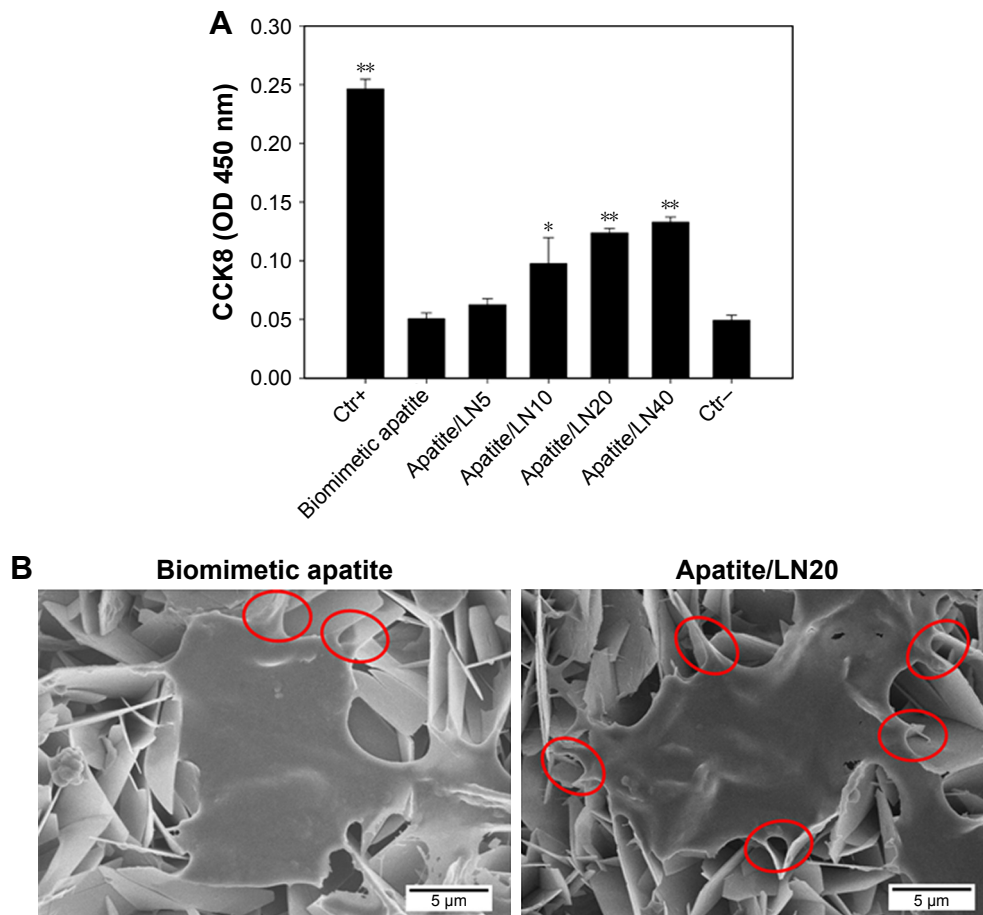 A
CCK8 (OD 450 nm)
0.30
0.25
0.20
0.15
0.10
0.05
0.00
**
*
**
**
Ctr+
Biomimetic apatite
Apatite/LN5
Apatite/LN10
Apatite/LN20
Apatite/LN40
Ctr–
B
Biomimetic apatite
Apatite/LN20
5 µm
5 µm